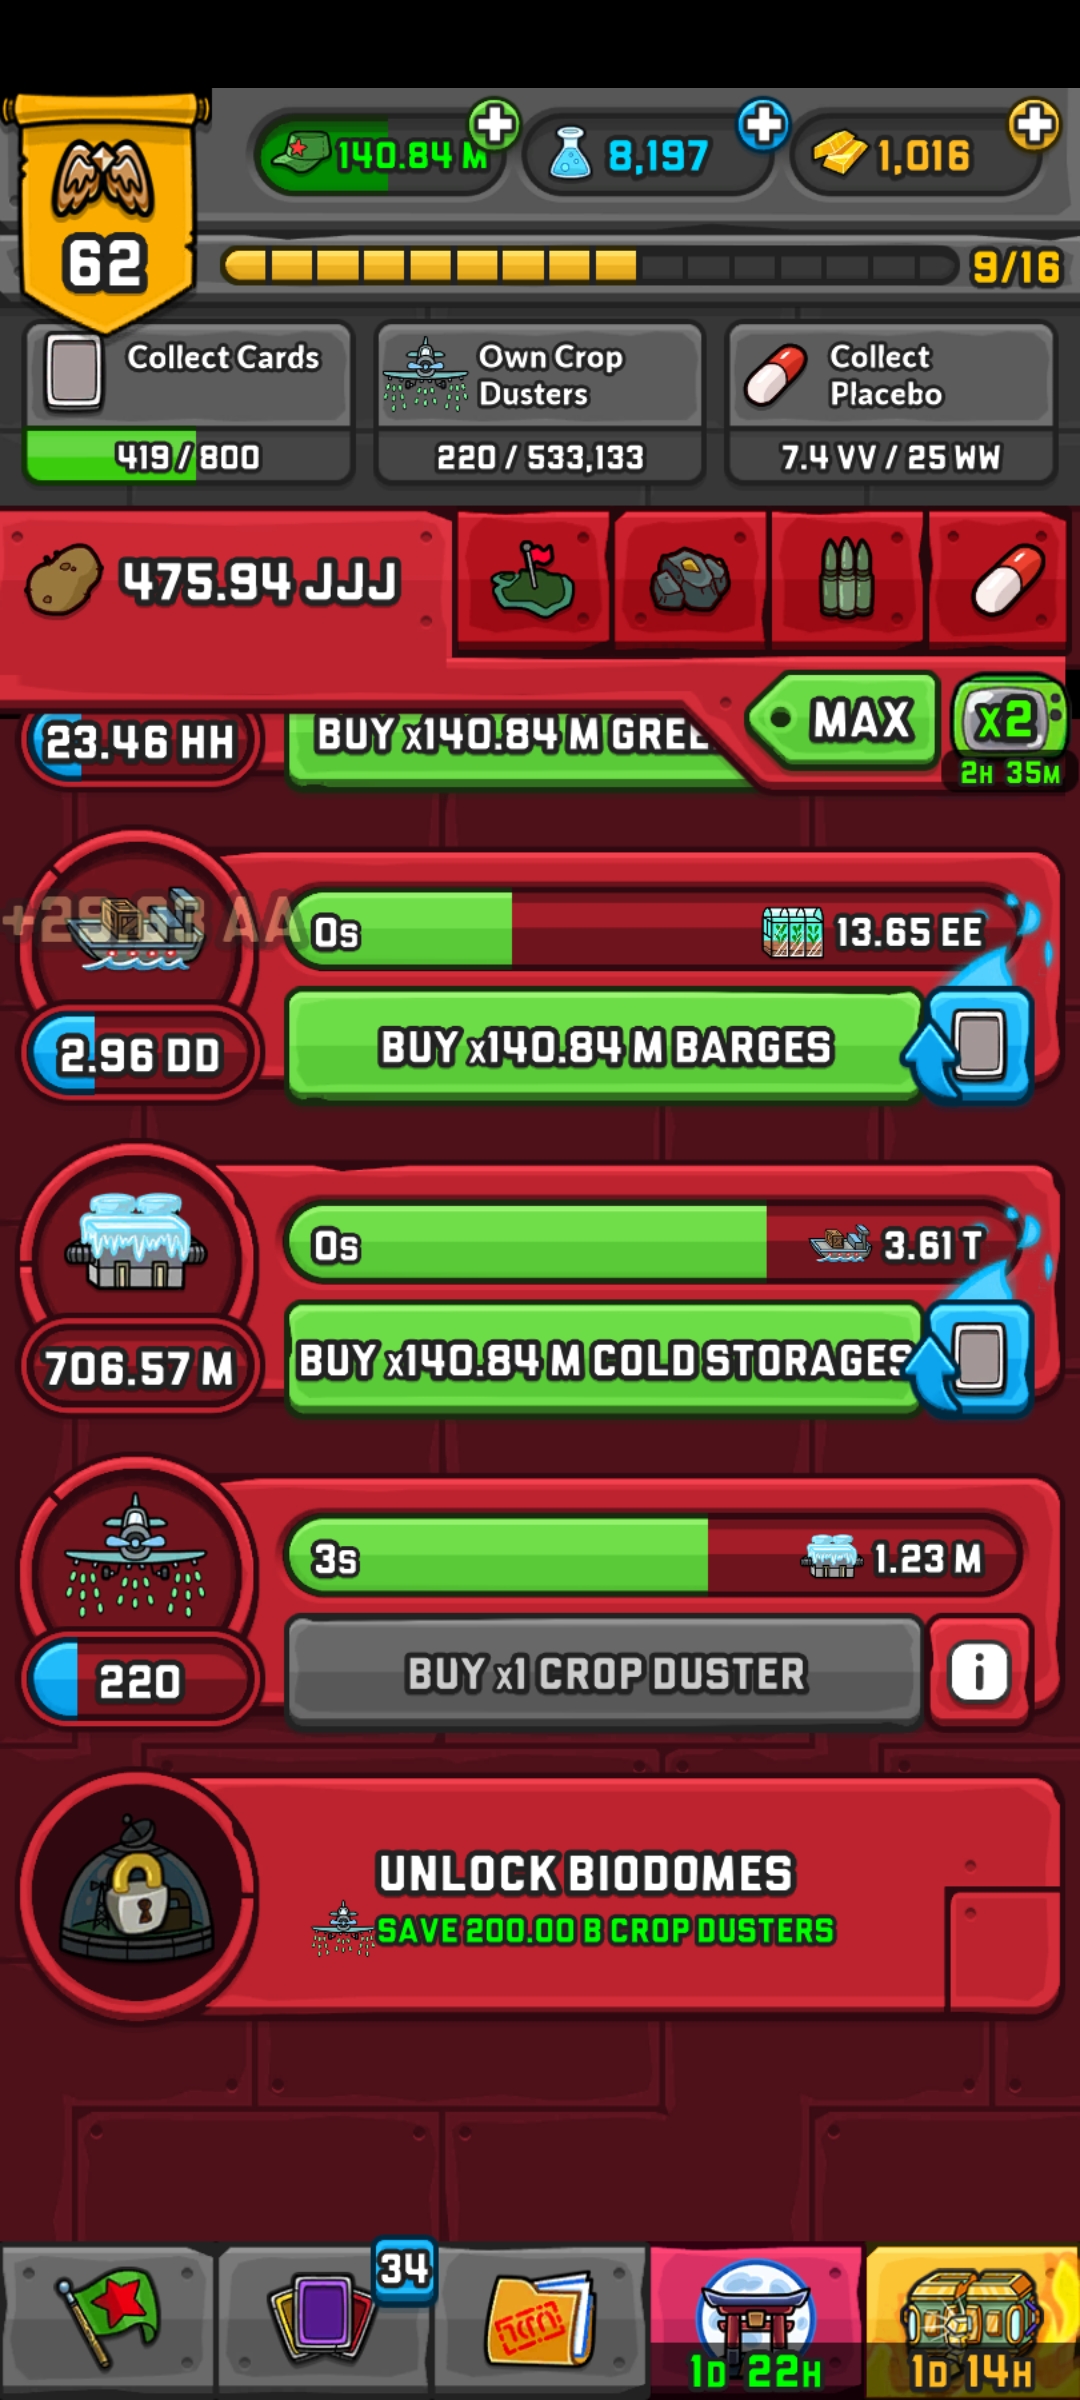 140.84 M
8,197
1,016
62
9/16
Collect Cards
419 / 800
Own Crop
Dusters
220 / 533,133
Collect
Placebo
7.4 VV / 25 WW
475.94 JJJ
MAX
x2
2H 35M
23.46 HH
BUY x140.84 M GREE
0s
13.65 EE
2.96 DD
BUY x140.84 M BARGES
0s
3.61 T
706.57 M
BUY x140.84 M COLD STORAGES
3s
1.23 M
220
BUY x1 CROP DUSTER
i
UNLOCK BIODOMES
SAVE 200.00 B CROP DUSTERS
34
1D 22H
1D 14H